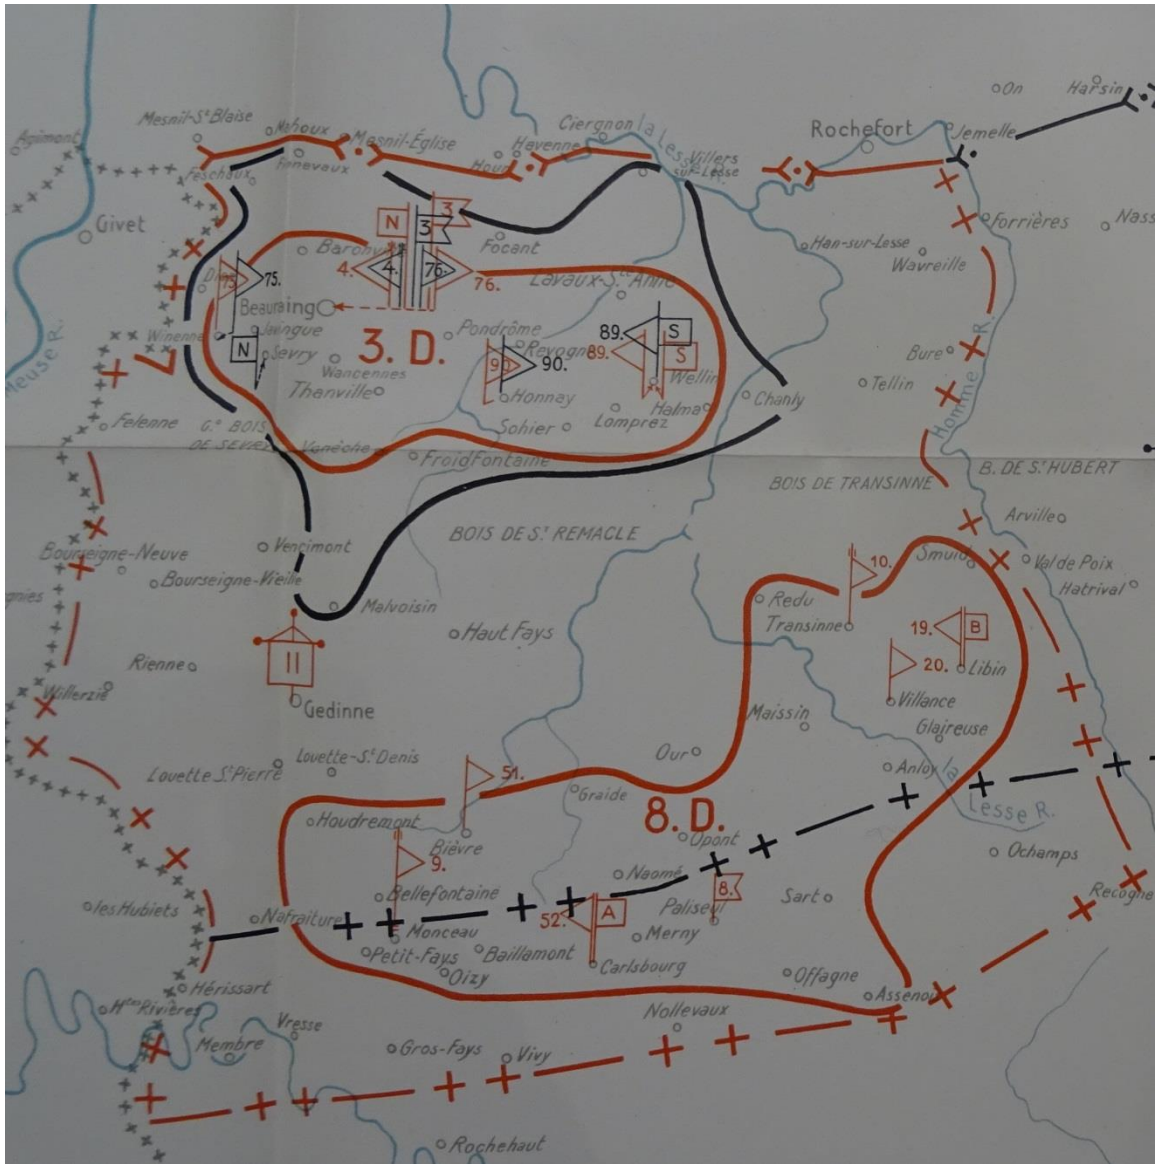 On
Harsin
Mesnil-St Blaise
Mahoux
Mesnil-Église
Ciergnon
la Lesse R.
Rochefort
Jemelle
Agimont
Finnevaux
Havenne
Hour
Villers
sur-Lesse
Feschaux
Givet
N
3
3
Forrières
Nass
Focant
Han-sur-Lesse
Wavreille
4.
4.
76.
76.
75
75.
Lavaux-Ste Anne
Beauraing
Meuse R.
Winenne
Javingue
N
Sevry
3. D.
Pondrôme
Revogne
90
90.
89.
S
89.
S
Bure
Wancennes
Thanville
Honnay
Wellin
Tellin
Homme R.
Felenne
Gd BOIS
DE SEVRY
Vonêche
Froidfontaine
Sohier
Lomprez
Halma
Chanly
B. DE St HUBERT
BOIS DE TRANSINNE
BOIS DE St REMACLE
Arville
Vencimont
Bourseigne-Neuve
Bourseigne-Vieille
Malvoisin
Smuid
Val de Poix
Hatrival
10.
Redu
Transinne
gnies
Haut Fays
II
19.
B
20.
Libin
Rienne
Willerzie
Gedinne
Villance
Maissin
Glaireuse
Louette-St Denis
Louette St Pierre
Our
Anloy
la
Lesse R.
51.
Graide
8. D.
Houdremont
Bièvre
9.
Opont
Ochamps
Naomé
Bellefontaine
8.
Sart
Recogne
les Hubiets
Nafraiture
52.
A
Paliseul
Monceau
Merny
Petit-Fays
Baillamont
Oizy
Carlsbourg
Offagne
Assenois
Hérissart
Htes Rivières
Nollevaux
Vresse
Membre
Gros-Fays
Vivy
Rochehaut